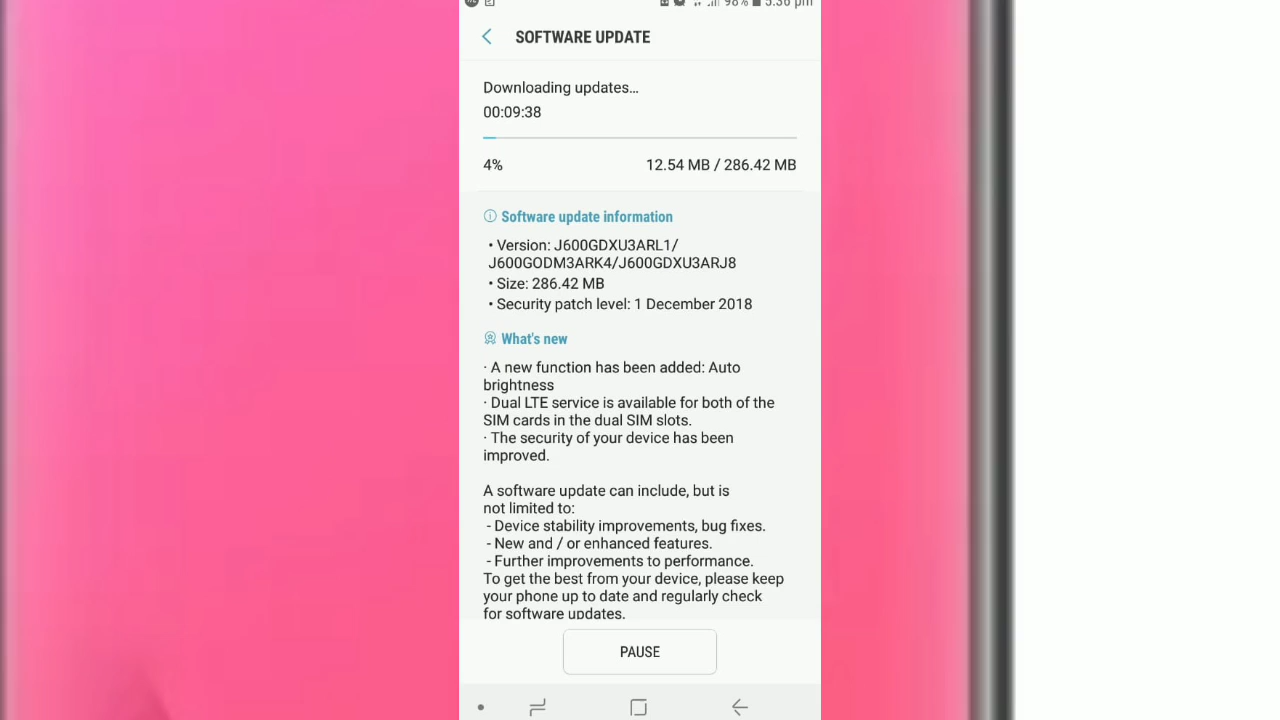 98% 5:36 pm
SOFTWARE UPDATE
Downloading updates...
00:09:38
4% 12.54 MB / 286.42 MB
Software update information
• Version: J600GDXU3ARL1/
J600GODM3ARK4/J600GDXU3ARJ8
• Size: 286.42 MB
• Security patch level: 1 December 2018
What's new
· A new function has been added: Auto
brightness
· Dual LTE service is available for both of the
SIM cards in the dual SIM slots.
· The security of your device has been
improved.
A software update can include, but is
not limited to:
- Device stability improvements, bug fixes.
- New and / or enhanced features.
- Further improvements to performance.
To get the best from your device, please keep
your phone up to date and regularly check
for software updates.
PAUSE